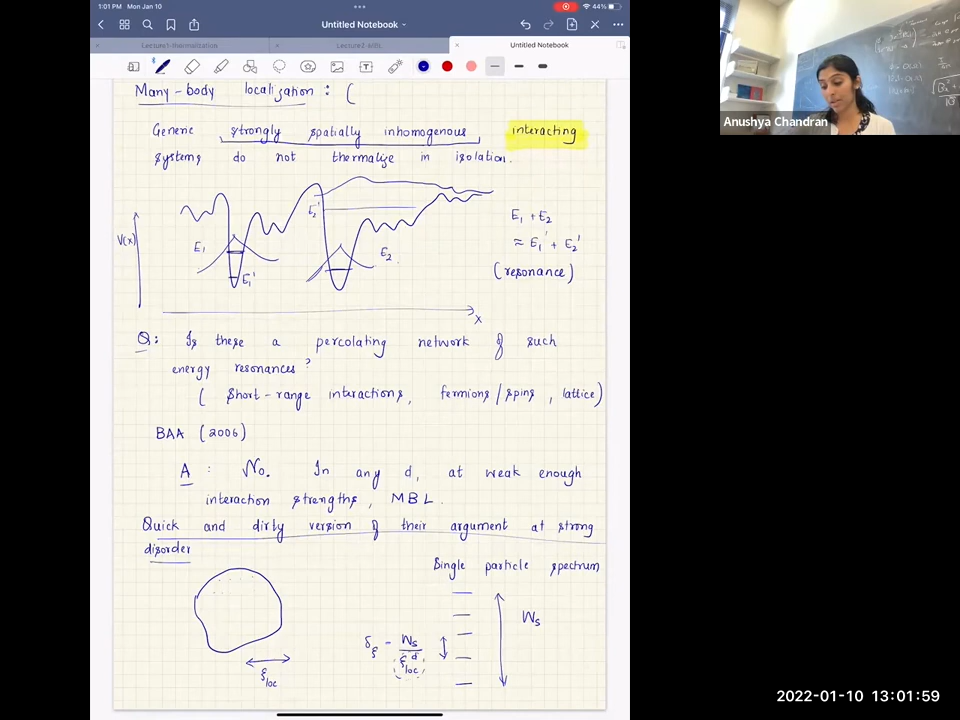 1:01 PM Mon Jan 10
44%
Untitled Notebook
Lecture1-thermalization
Lecture2-MBL
Untitled Notebook
Many-body localization : (
Generic strongly spatially inhomogenous interacting
systems do not thermalize in isolation.
V(x)
E1
E1'
E2'
E2
x
E1 + E2
≈ E1' + E2'
(resonance)
Q: Is there a percolating network of such
energy resonances?
( Short-range interactions, fermions/spins, lattice)
BAA (2006)
A : No. In any d, at weak enough
interaction strengths, MBL.
Quick and dirty version of their argument at strong
disorder
Single particle spectrum
ξloc
δξ = Ws / ξloc^d
Ws
Anushya Chandran
2022-01-10 13:01:59